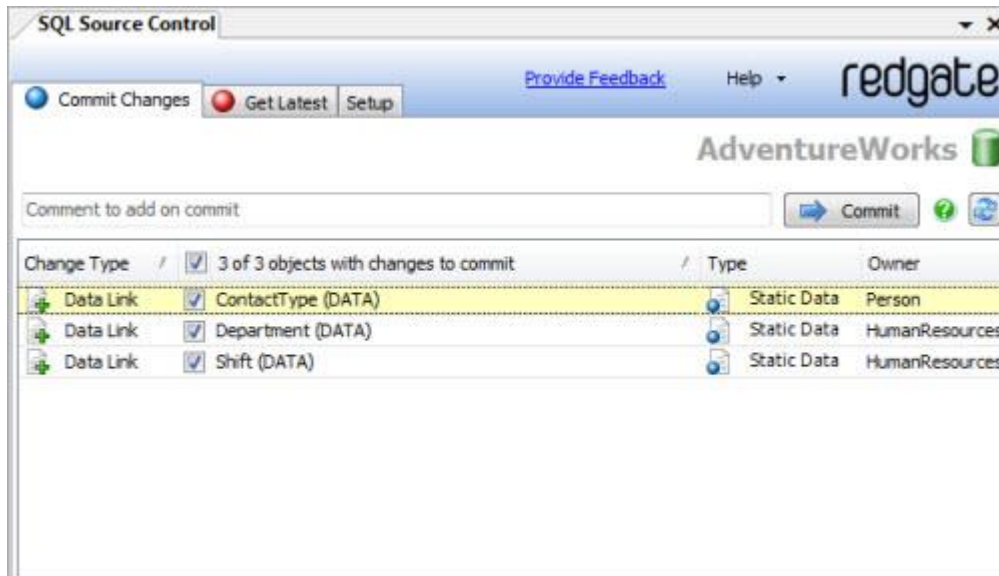 SQL Source Control
Provide Feedback Help redgate
Commit Changes Get Latest Setup
AdventureWorks
Comment to add on commit Commit
Change Type 3 of 3 objects with changes to commit Type Owner
Data Link ContactType (DATA) Static Data Person
Data Link Department (DATA) Static Data HumanResources
Data Link Shift (DATA) Static Data HumanResources